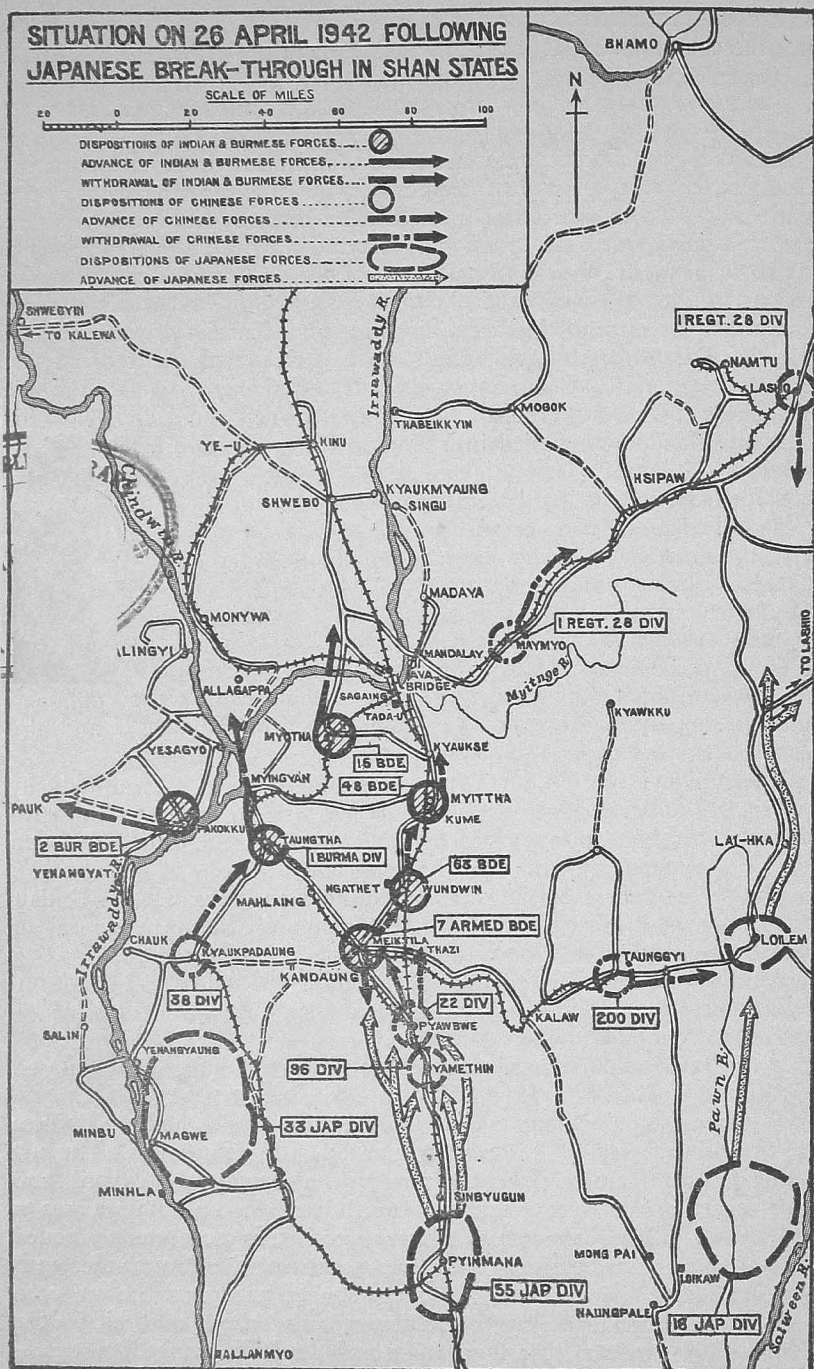 SITUATION ON 26 APRIL 1942 FOLLOWING
JAPANESE BREAK-THROUGH IN SHAN STATES
SCALE OF MILES
20 0 20 40 60 80 100
DISPOSITIONS OF INDIAN & BURMESE FORCES
ADVANCE OF INDIAN & BURMESE FORCES
WITHDRAWAL OF INDIAN & BURMESE FORCES
DISPOSITIONS OF CHINESE FORCES
ADVANCE OF CHINESE FORCES
WITHDRAWAL OF CHINESE FORCES
DISPOSITIONS OF JAPANESE FORCES
ADVANCE OF JAPANESE FORCES
N
BHAMO
SHWEGYIN
TO KALEWA
Irrawaddy R.
1 REGT. 28 DIV
NAMTU
LASHO
THABEIKKYIN
MOGOK
YE-U
KINU
HSIPAW
Chindwin R.
SHWEBO
KYAUKMYAUNG
SINGU
MADAYA
MONYWA
1 REGT. 28 DIV
MAYMYO
ALINGYI
MANDALAY
AVA
BRIDGE
Myitnge R.
TO LASHIO
ALLAGAPPA
SAGAING
TADA-U
KYAWKKU
MYOTHA
YESAGYO
KYAUKSE
16 BDE
MYINGYAN
48 BDE
MYITTHA
PAUK
KUME
PAKOKKU
2 BUR BDE
TAUNGTHA
1 BURMA DIV
LAI-HKA
YENANGYAT
63 BDE
NGATHET
WUNDWIN
MAHLAING
7 ARMED BDE
Irrawaddy R.
CHAUK
KYAUKPADAUNG
MEIKTILA
THAZI
LOILEM
KANDAUNG
TAUNGGYI
38 DIV
22 DIV
KALAW
200 DIV
SALIN
PYAWBWE
YENANGYAUNG
96 DIV
YAMETHIN
Pawn R.
MINBU
MAGWE
33 JAP DIV
MINHLA
SINBYUGUN
PYINMANA
MONG PAI
LOIKAW
55 JAP DIV
NAUNGPALE
18 JAP DIV
Salween R.
ALLANMYO